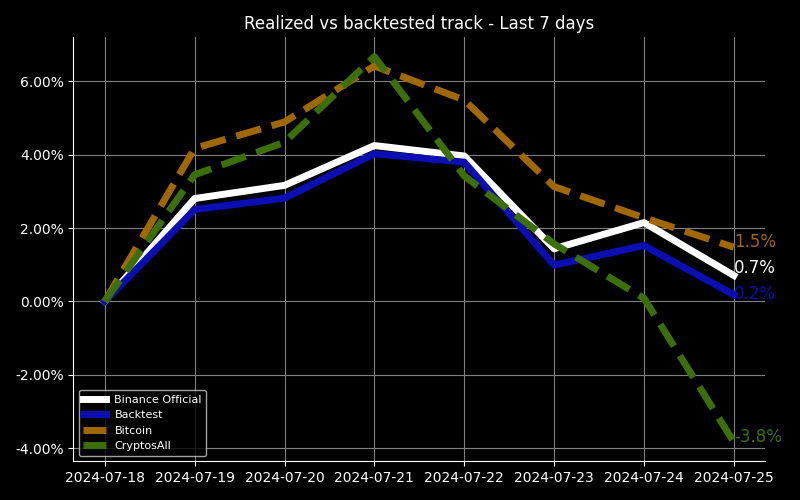 Realized vs backtested track - Last 7 days
6.00%
4.00%
2.00%
0.00%
-2.00%
-4.00%
1.5%
0.7%
0.2%
-3.8%
Binance Official
Backtest
Bitcoin
CryptosAll
2024-07-18 2024-07-19 2024-07-20 2024-07-21 2024-07-22 2024-07-23 2024-07-24 2024-07-25